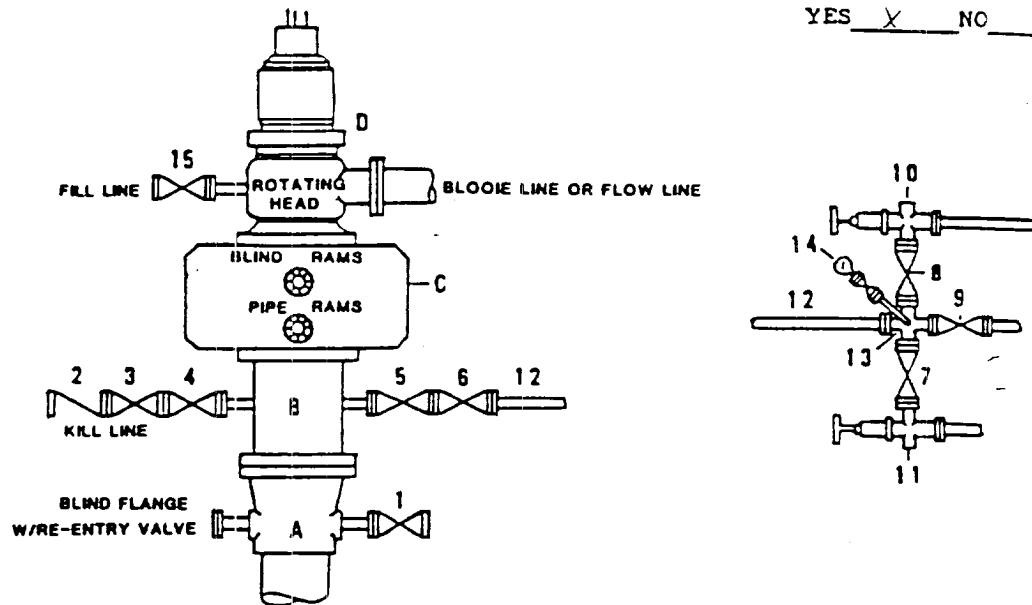 YES X NO
D
15
FILL LINE
ROTATING
HEAD
BLOOIE LINE OR FLOW LINE
BLIND RAMS
C
PIPE RAMS
2 3 4
5 6 12
B
KILL LINE
BLIND FLANGE
W/RE-ENTRY VALVE
A
1
10
14
8
12
9
13
7
11